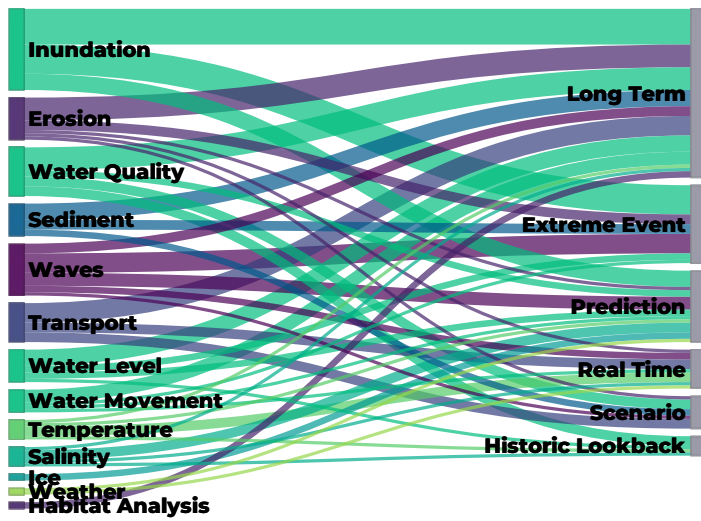 Inundation
Erosion
Water Quality
Sediment
Waves
Transport
Water Level
Water Movement
Temperature
Salinity
Ice
Weather
Habitat Analysis
Long Term
Extreme Event
Prediction
Real Time
Scenario
Historic Lookback